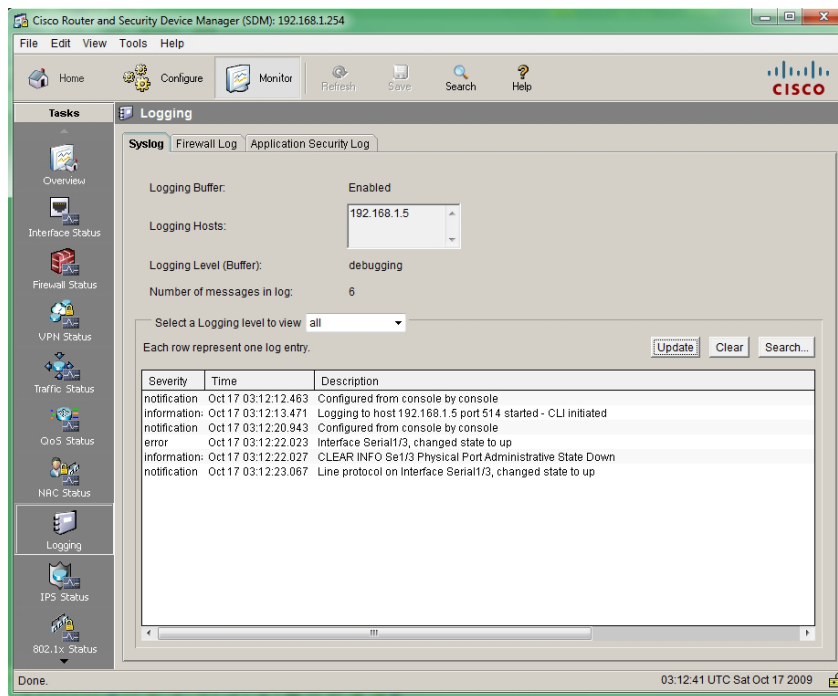 Cisco Router and Security Device Manager (SDM): 192.168.1.254
File Edit View Tools Help
Home Configure Monitor Refresh Save Search Help
CISCO
Tasks
Logging
Syslog Firewall Log Application Security Log
Overview
Interface Status
Firewall Status
VPN Status
Traffic Status
QoS Status
NAC Status
Logging
IPS Status
802.1x Status
Logging Buffer: Enabled
Logging Hosts: 192.168.1.5
Logging Level (Buffer): debugging
Number of messages in log: 6
Select a Logging level to view all
Each row represent one log entry.
Update Clear Search...
Severity Time Description
notification Oct 17 03:12:12.463 Configured from console by console
information: Oct 17 03:12:13.471 Logging to host 192.168.1.5 port 514 started - CLI initiated
notification Oct 17 03:12:20.943 Configured from console by console
error Oct 17 03:12:22.023 Interface Serial1/3, changed state to up
information: Oct 17 03:12:22.027 CLEAR INFO Se1/3 Physical Port Administrative State Down
notification Oct 17 03:12:23.067 Line protocol on Interface Serial1/3, changed state to up
Done. 03:12:41 UTC Sat Oct 17 2009